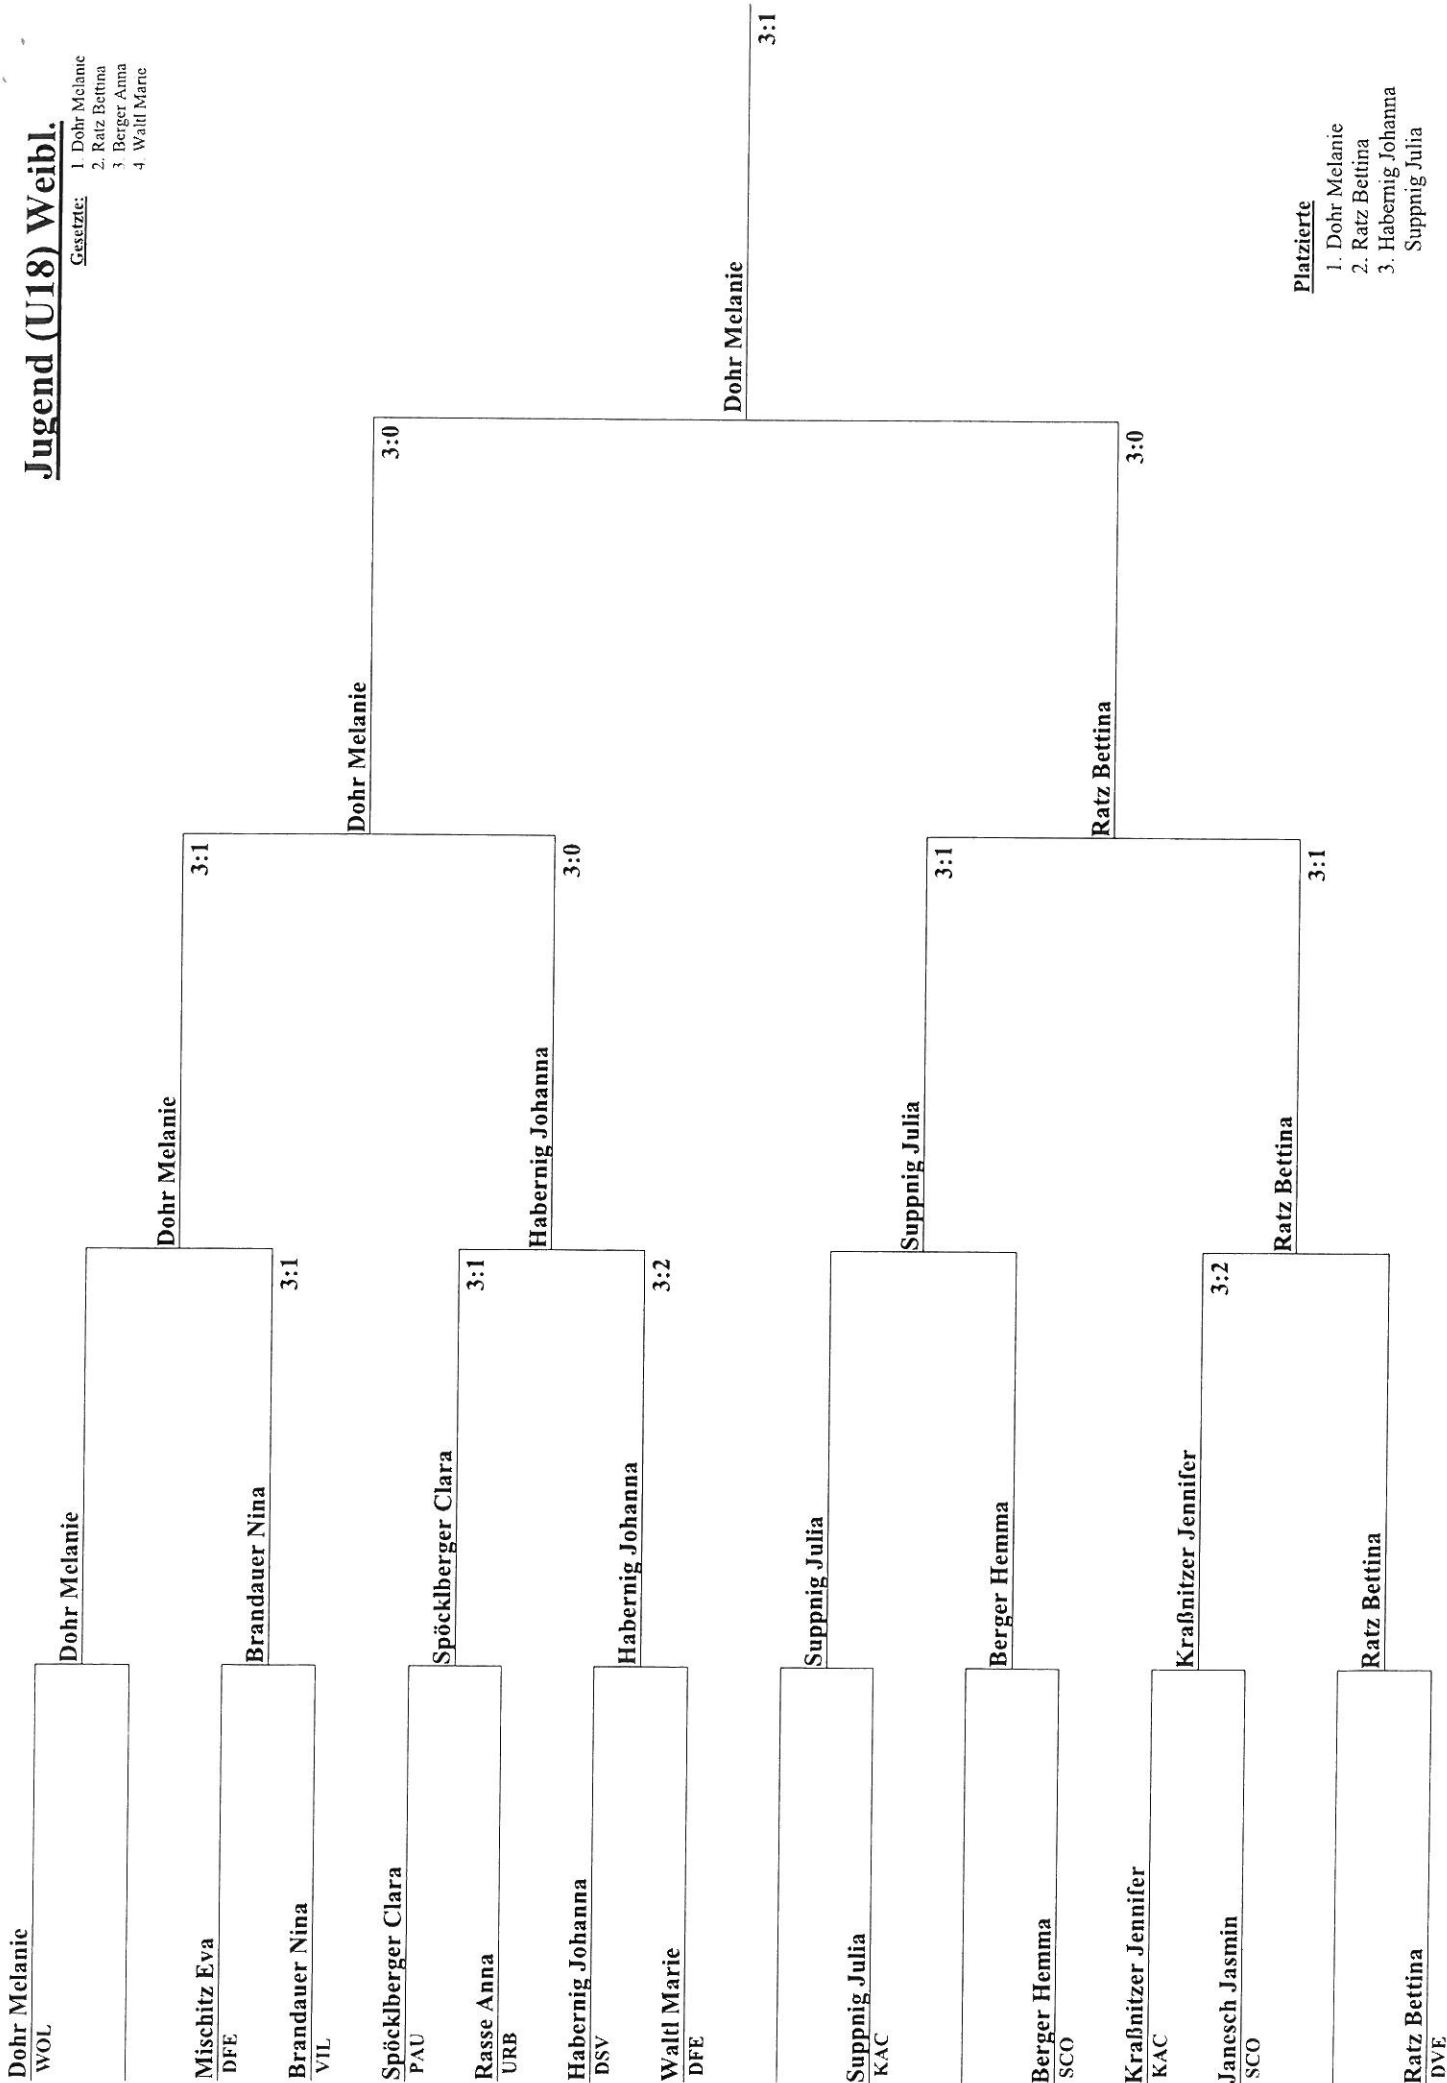 Jugend (U18) Weibl.
Gesetzte:
1. Dohr Melanie
2. Ratz Bettina
3. Berger Anna
4. Waltl Marie
Dohr Melanie
WOL
Mischitz Eva
DFE
Brandauer Nina
VIL
Spöcklberger Clara
PAU
Rasse Anna
URB
Habernig Johanna
DSV
Waltl Marie
DFE
Suppnig Julia
KAC
Berger Hemma
SCO
Kraßnitzer Jennifer
KAC
Janesch Jasmin
SCO
Ratz Bettina
DVE
Dohr Melanie
Brandauer Nina
3:1
Spöcklberger Clara
3:1
Habernig Johanna
3:2
Suppnig Julia
Berger Hemma
Kraßnitzer Jennifer
3:2
Ratz Bettina
Dohr Melanie
3:1
Habernig Johanna
3:0
Suppnig Julia
3:1
Ratz Bettina
3:1
Dohr Melanie
3:0
Ratz Bettina
3:0
Dohr Melanie
3:1
Platzierte
1. Dohr Melanie
2. Ratz Bettina
3. Habernig Johanna
Suppnig Julia